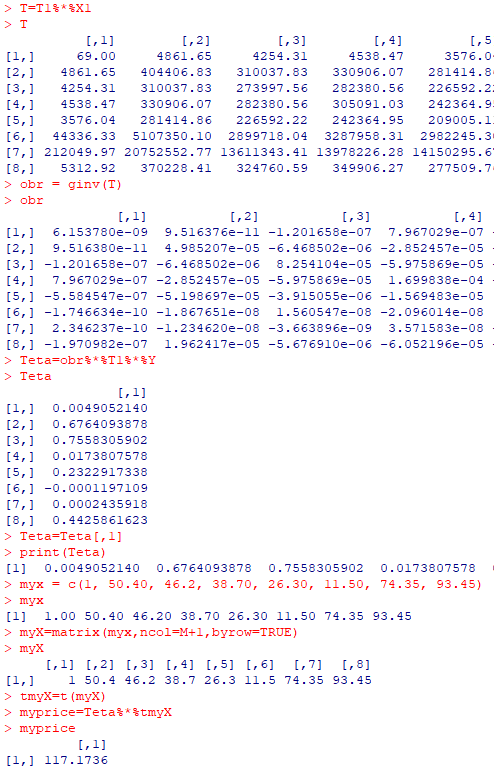 > T=T1%*%X1
> T
[,1] [,2] [,3] [,4] [,5
[1,] 69.00 4861.65 4254.31 4538.47 3576.04
[2,] 4861.65 404406.83 310037.83 330906.07 281414.86
[3,] 4254.31 310037.83 273997.56 282380.56 226592.22
[4,] 4538.47 330906.07 282380.56 305091.03 242364.95
[5,] 3576.04 281414.86 226592.22 242364.95 209005.1
[6,] 44336.33 5107350.10 2899718.04 3287958.31 2982245.30
[7,] 212049.97 20752552.77 13611343.41 13978226.28 14150295.67
[8,] 5312.92 370228.41 324760.59 349906.27 277509.7
> obr = ginv(T)
> obr
[,1] [,2] [,3] [,4]
[1,] 6.153780e-09 9.516376e-11 -1.201658e-07 7.967029e-07 -
[2,] 9.516380e-11 4.985207e-05 -6.468502e-06 -2.852457e-05 -
[3,] -1.201658e-07 -6.468502e-06 8.254104e-05 -5.975869e-05 -
[4,] 7.967029e-07 -2.852457e-05 -5.975869e-05 1.699838e-04 -
[5,] -5.584547e-07 -5.198697e-05 -3.915055e-06 -1.569483e-05
[6,] -1.746634e-10 -1.867651e-08 1.560547e-08 -2.096014e-08
[7,] 2.346237e-10 -1.234620e-08 -3.663896e-09 3.571583e-08 -
[8,] -1.970982e-07 1.962417e-05 -5.676910e-06 -6.052196e-05 -
> Teta=obr%*%T1%*%Y
> Teta
[,1]
[1,] 0.0049052140
[2,] 0.6764093878
[3,] 0.7558305902
[4,] 0.0173807578
[5,] 0.2322917338
[6,] -0.0001197109
[7,] 0.0002435918
[8,] 0.4425861623
> Teta=Teta[,1]
> print(Teta)
[1] 0.0049052140 0.6764093878 0.7558305902 0.0173807578 0
> myx = c(1, 50.40, 46.2, 38.70, 26.30, 11.50, 74.35, 93.45)
> myx
[1] 1.00 50.40 46.20 38.70 26.30 11.50 74.35 93.45
> myX=matrix(myx,ncol=M+1,byrow=TRUE)
> myX
[,1] [,2] [,3] [,4] [,5] [,6] [,7] [,8]
[1,] 1 50.4 46.2 38.7 26.3 11.5 74.35 93.45
> tmyX=t(myX)
> myprice=Teta%*%tmyX
> myprice
[,1]
[1,] 117.1736